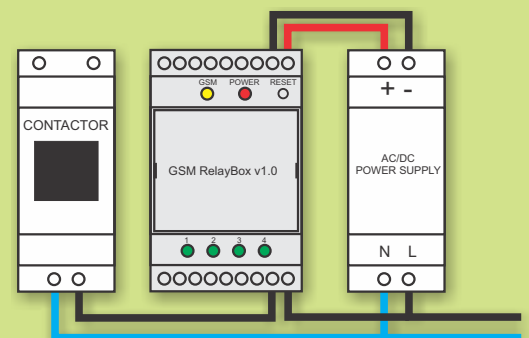 CONTACTOR
GSM POWER RESET
GSM RelayBox v1.0
1 2 3 4
+ -
AC/DC
POWER SUPPLY
N L